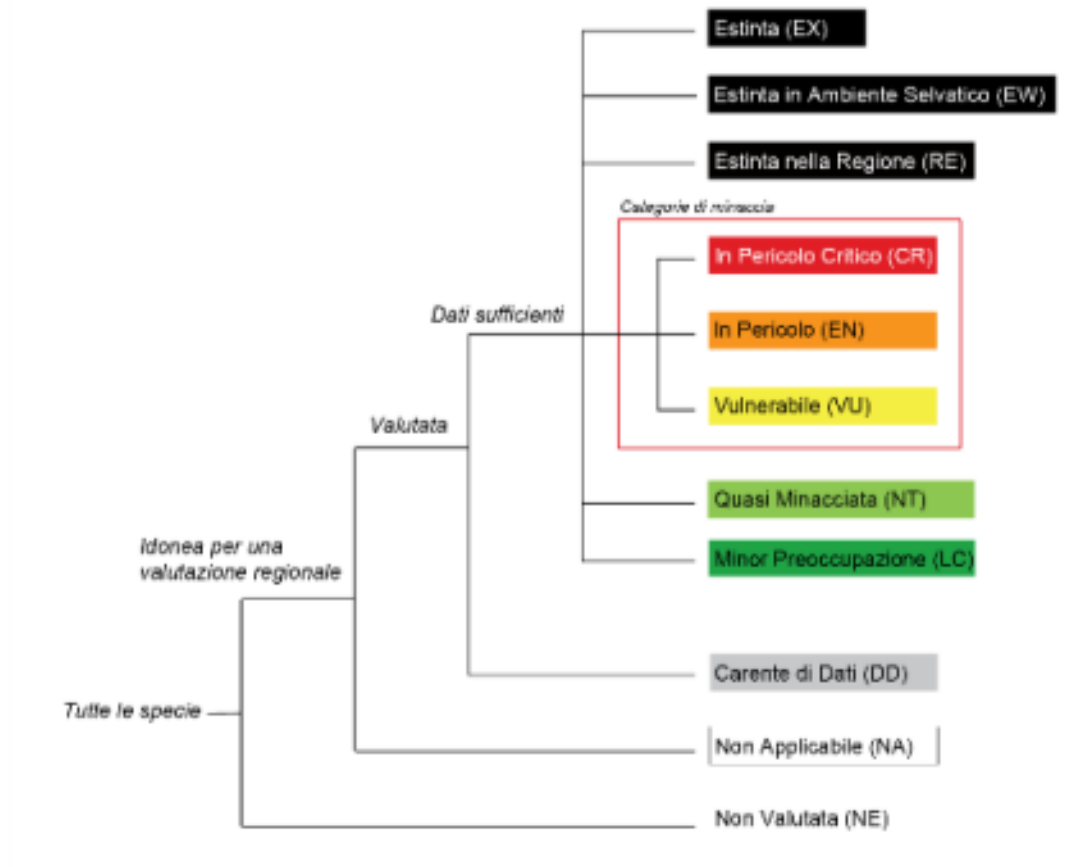 Estinta (EX)
Estinta in Ambiente Selvatico (EW)
Estinta nella Regione (RE)
Categorie di minaccia
In Pericolo Critico (CR)
Dati sufficienti
In Pericolo (EN)
Vulnerabile (VU)
Valutata
Quasi Minacciata (NT)
Idonea per una
valutazione regionale
Minor Preoccupazione (LC)
Carente di Dati (DD)
Tutte le specie
Non Applicabile (NA)
Non Valutata (NE)